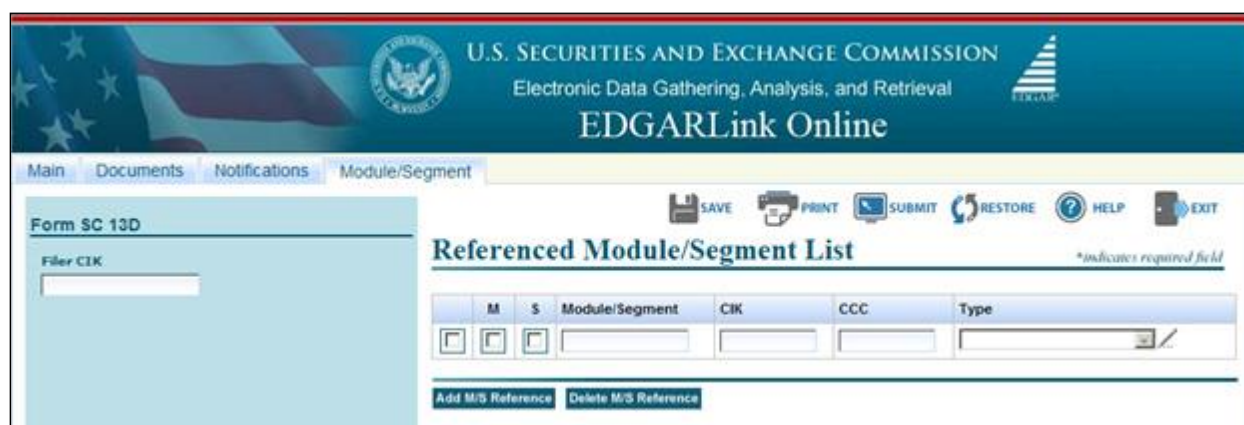 U.S. SECURITIES AND EXCHANGE COMMISSION
Electronic Data Gathering, Analysis, and Retrieval
EDGAR
EDGARLink Online
Main Documents Notifications Module/Segment
SAVE PRINT SUBMIT RESTORE HELP EXIT
Form SC 13D
Filer CIK
Referenced Module/Segment List
*indicates required field
M S Module/Segment CIK CCC Type
Add M/S Reference Delete M/S Reference